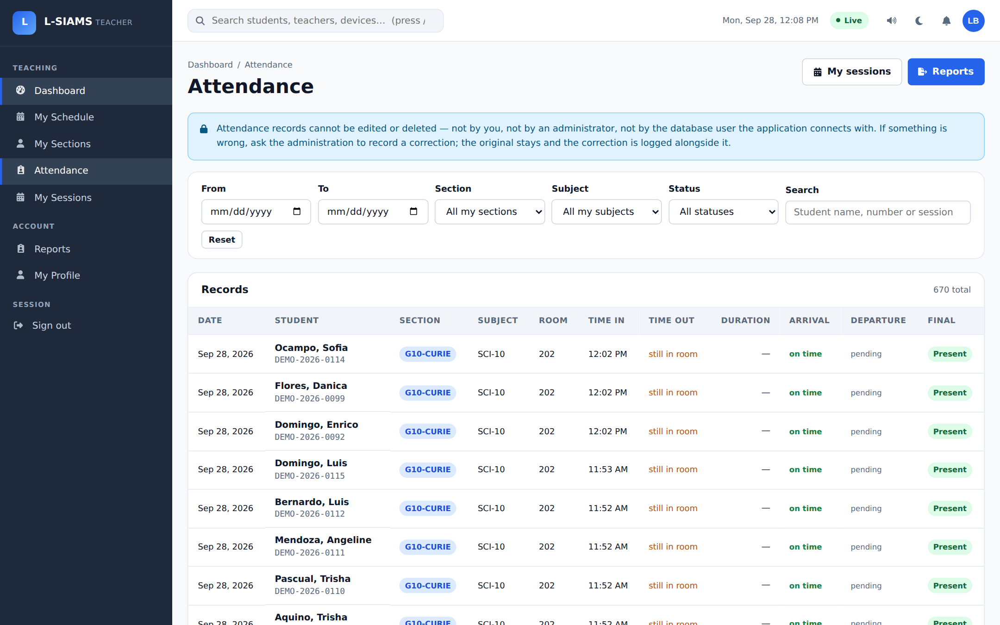 L
L-SIAMS TEACHER
TEACHING
Dashboard
My Schedule
My Sections
Attendance
My Sessions
ACCOUNT
Reports
My Profile
SESSION
Sign out
Search students, teachers, devices... (press /
Mon, Sep 28, 12:08 PM
Live
LB
Dashboard / Attendance
Attendance
My sessions
Reports
Attendance records cannot be edited or deleted — not by you, not by an administrator, not by the database user the application connects with. If something is
wrong, ask the administration to record a correction; the original stays and the correction is logged alongside it.
From To Section Subject Status Search
mm/dd/yyyy mm/dd/yyyy All my sections All my subjects All statuses Student name, number or session
Reset
Records
670 total
DATE STUDENT SECTION SUBJECT ROOM TIME IN TIME OUT DURATION ARRIVAL DEPARTURE FINAL
Sep 28, 2026 Ocampo, Sofia DEMO-2026-0114 G10-CURIE SCI-10 202 12:02 PM still in room — on time pending Present
Sep 28, 2026 Flores, Danica DEMO-2026-0099 G10-CURIE SCI-10 202 12:02 PM still in room — on time pending Present
Sep 28, 2026 Domingo, Enrico DEMO-2026-0092 G10-CURIE SCI-10 202 12:02 PM still in room — on time pending Present
Sep 28, 2026 Domingo, Luis DEMO-2026-0115 G10-CURIE SCI-10 202 11:53 AM still in room — on time pending Present
Sep 28, 2026 Bernardo, Luis DEMO-2026-0112 G10-CURIE SCI-10 202 11:52 AM still in room — on time pending Present
Sep 28, 2026 Mendoza, Angeline DEMO-2026-0111 G10-CURIE SCI-10 202 11:52 AM still in room — on time pending Present
Sep 28, 2026 Pascual, Trisha DEMO-2026-0110 G10-CURIE SCI-10 202 11:52 AM still in room — on time pending Present
Sep 28, 2026 Aquino, Trisha G10-CURIE SCI-10 202 11:52 AM still in room — on time pending Present